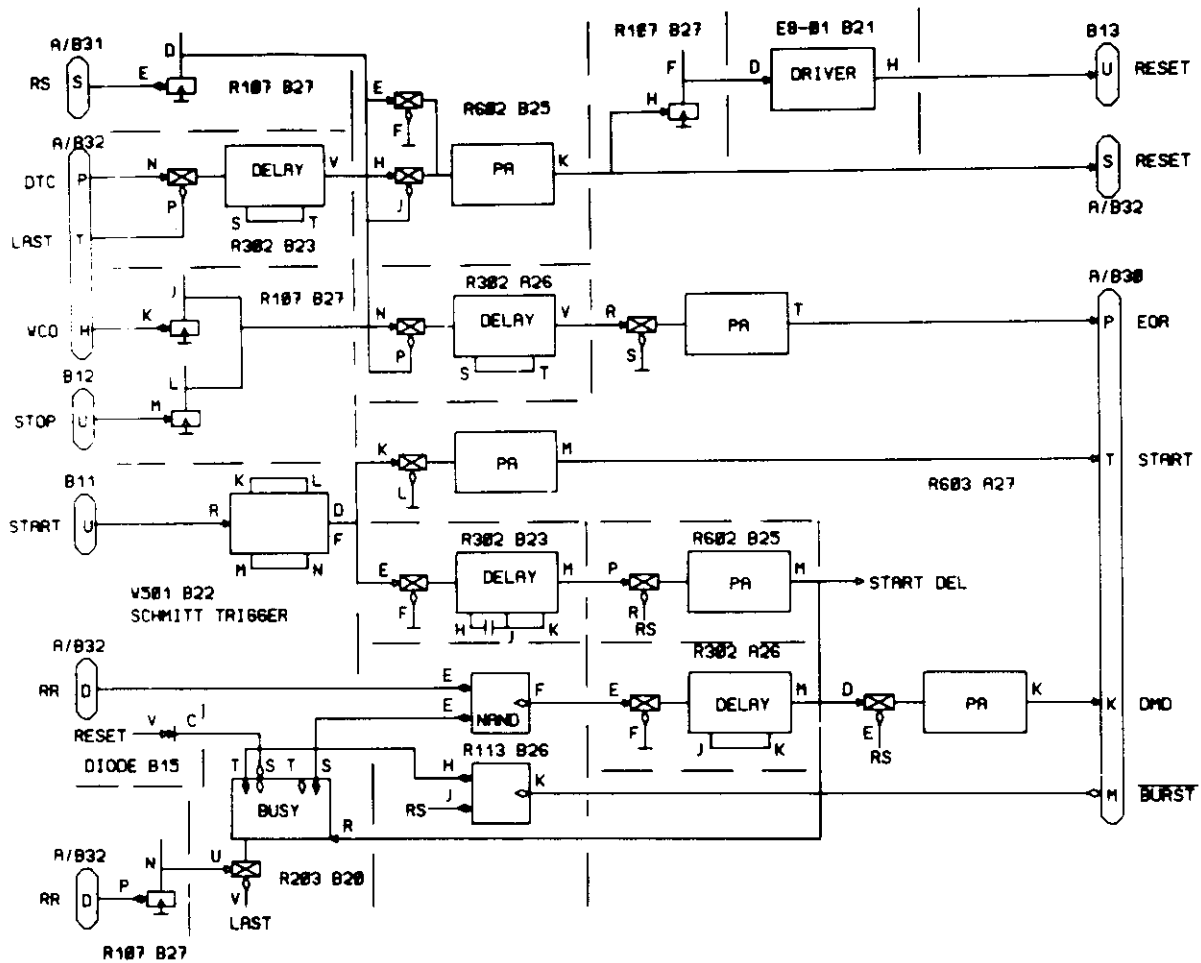 A/B31
D
R107 B27
E8-01 B21
B13
RS S E
R107 B27
F
D DRIVER H
U RESET
E
F
R602 B25
H
A/B32
DTC P N
DELAY V
H
PA K
S RESET
P
J
A/B32
LAST T
S T
R302 B23
R302 A26
A/B30
J
R107 B27
WCO H K
N
DELAY V
R
PA T
P EOR
P
S T
S
B12
L
STOP U M
K
PA M
T START
L
R603 A27
B11
K L
START U R
D
F
M N
R302 B23
R602 B25
E
DELAY M
P
PA M
START DEL
F
H J K
R
RS
W501 B22
SCHMITT TRIGGER
A/B32
R302 A26
RR D
E
F
E
DELAY M
D
PA K
K DMD
E
NAND
F
J K
E
RS
V C
RESET
R113 B26
DIODE B15
T S T S
H
K
M BURST
BUSY
RS J
R
A/B32
N
U
R203 B20
RR D P
V
LAST
R107 B27